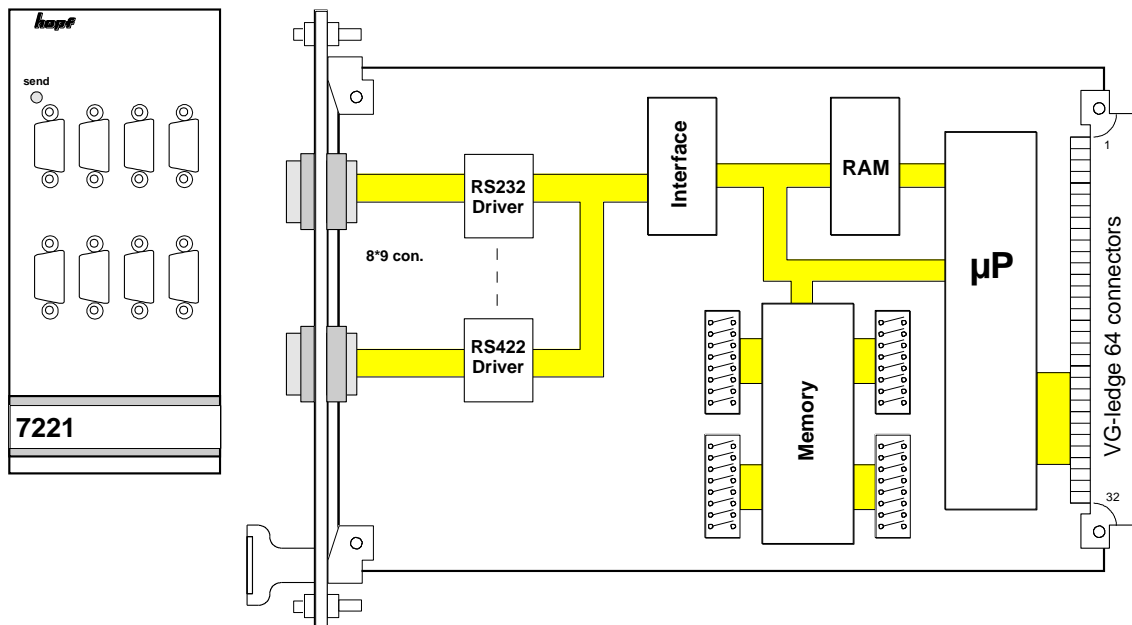 hopf
send
7221
8*9 con.
RS232
Driver
RS422
Driver
Interface
RAM
Memory
µP
1
VG-ledge 64 connectors
32